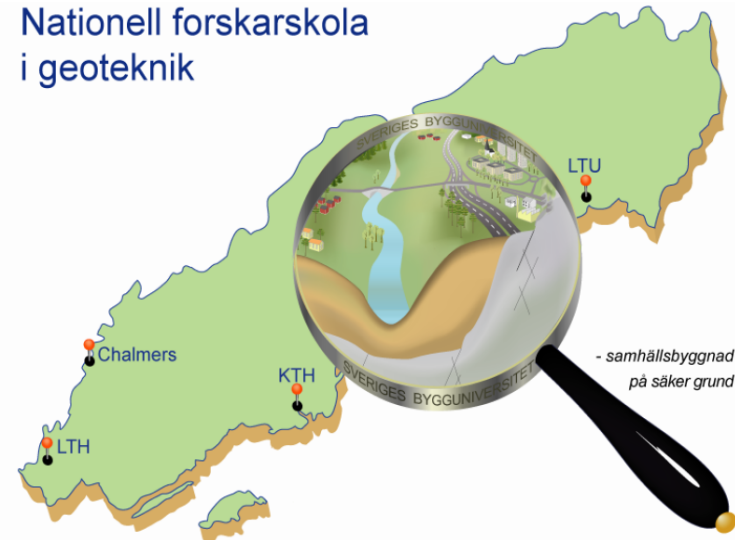 Nationell forskarskola
i geoteknik
SVERIGES BYGGUNIVERSITET
LTU
Chalmers
KTH
- samhällsbyggnad
på säker grund
SVERIGES BYGGUNIVERSITET
LTH